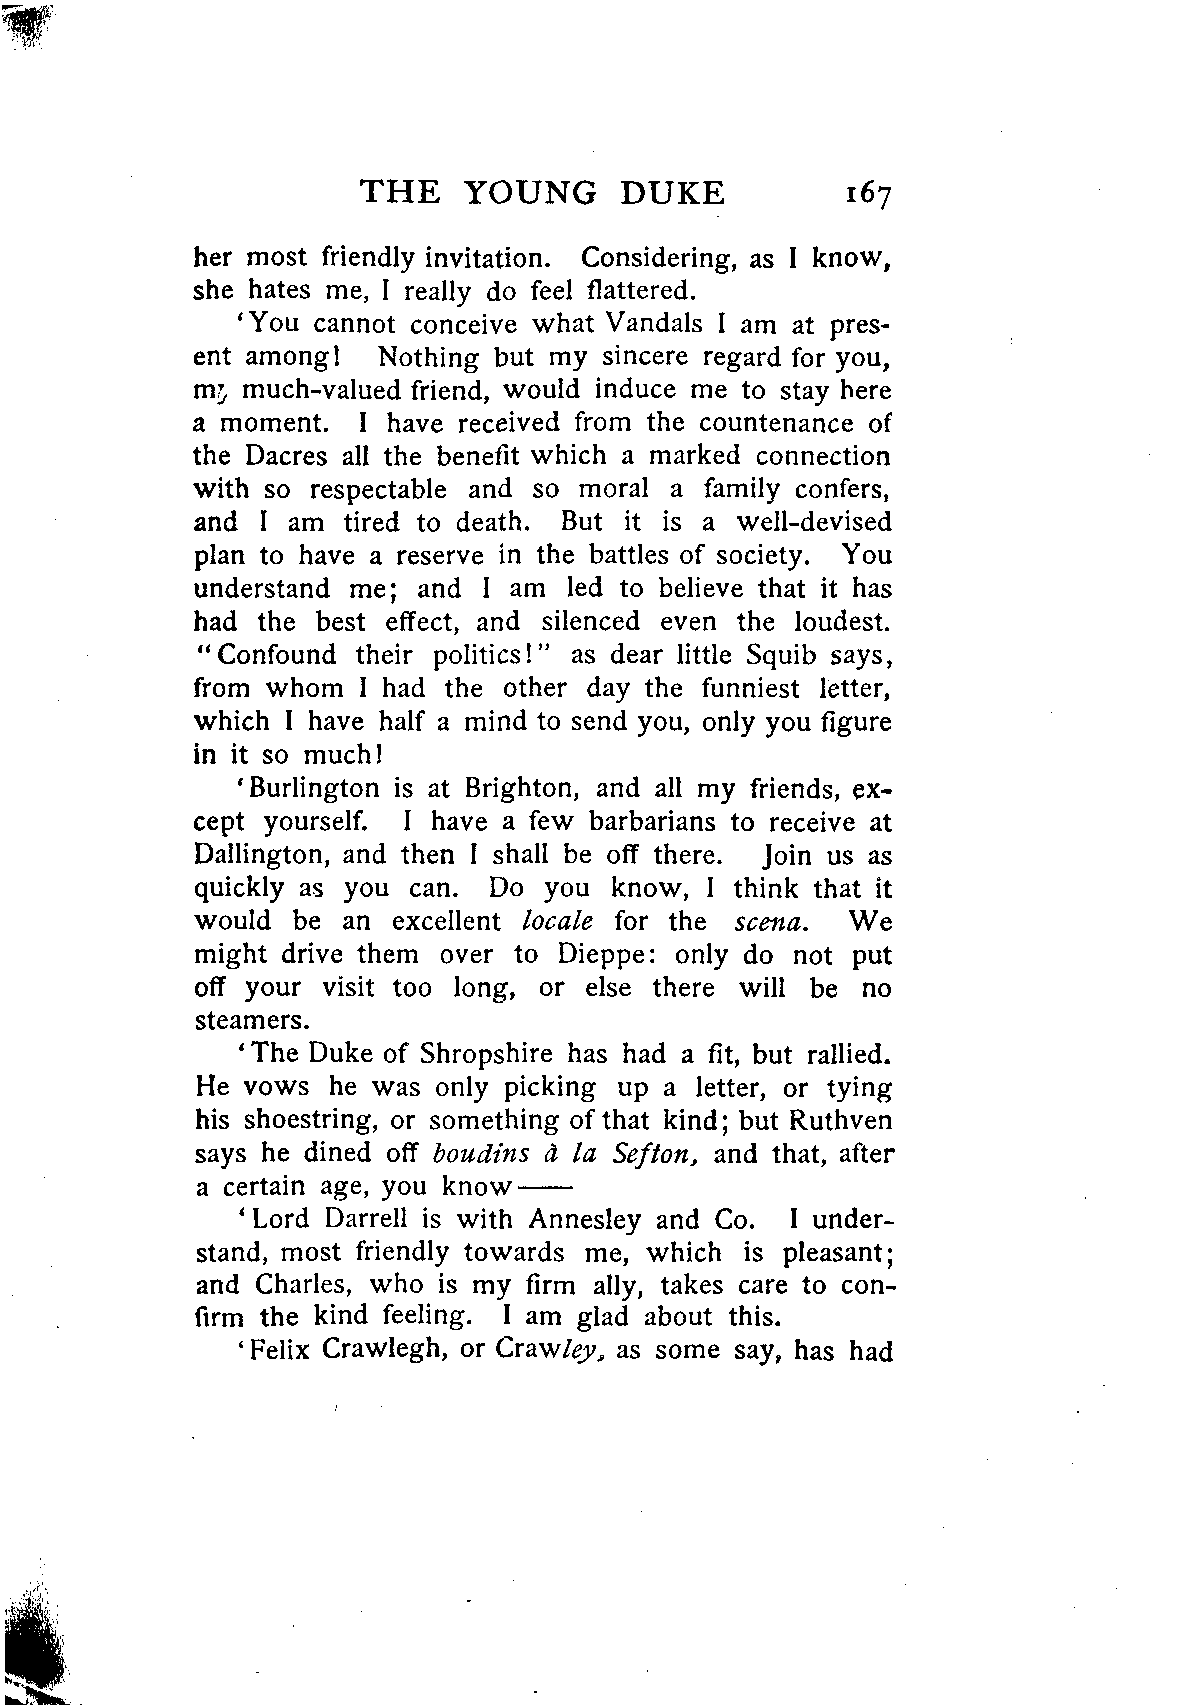 THE YOUNG DUKE 167
her most friendly invitation. Considering, as I know,
she hates me, I really do feel flattered.
‘You cannot conceive what Vandals I am at pres-
ent among! Nothing but my sincere regard for you,
my much-valued friend, would induce me to stay here
a moment. I have received from the countenance of
the Dacres all the benefit which a marked connection
with so respectable and so moral a family confers,
and I am tired to death. But it is a well-devised
plan to have a reserve in the battles of society. You
understand me; and I am led to believe that it has
had the best effect, and silenced even the loudest.
“Confound their politics!” as dear little Squib says,
from whom I had the other day the funniest letter,
which I have half a mind to send you, only you figure
in it so much!
‘Burlington is at Brighton, and all my friends, ex-
cept yourself. I have a few barbarians to receive at
Dallington, and then I shall be off there. Join us as
quickly as you can. Do you know, I think that it
would be an excellent locale for the scena. We
might drive them over to Dieppe: only do not put
off your visit too long, or else there will be no
steamers.
‘The Duke of Shropshire has had a fit, but rallied.
He vows he was only picking up a letter, or tying
his shoestring, or something of that kind; but Ruthven
says he dined off boudins à la Sefton, and that, after
a certain age, you know——
‘Lord Darrell is with Annesley and Co. I under-
stand, most friendly towards me, which is pleasant;
and Charles, who is my firm ally, takes care to con-
firm the kind feeling. I am glad about this.
‘Felix Crawlegh, or Crawley, as some say, has had